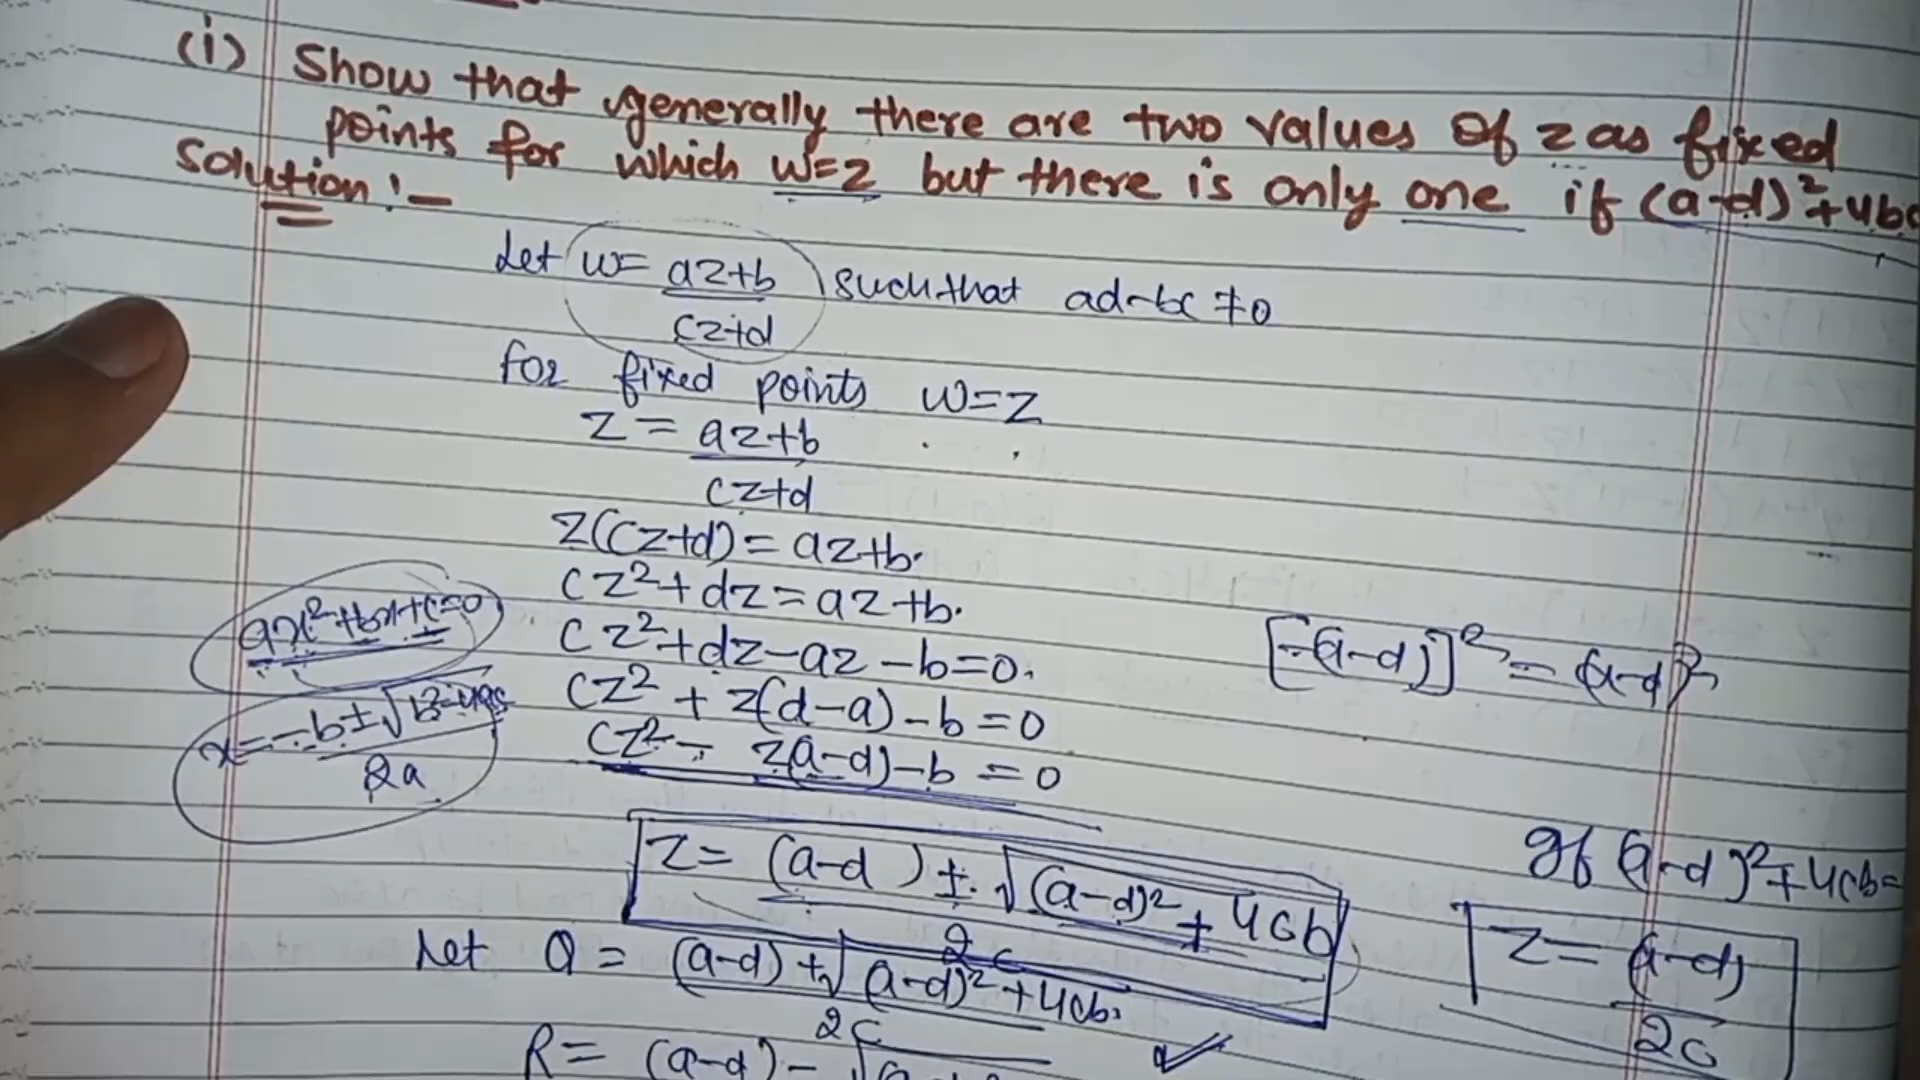 (i) Show that generally there are two values of z as fixed
points for which w=z but there is only one if (a-d)²+4bc
Solution:-
Let w= az+b such that ad-bc ≠0
cz+d
for fixed points w=z
z = az+b
cz+d
z(cz+d)=az+b.
cz²+dz=az+b.
cz²+dz-az-b=0.
[-(a-d)]²=(a-d)²
ax²+bx+c=0
cz²+z(d-a)-b=0
x=-b±√b²-4ac
2a
cz²- z(a-d)-b=0
z= (a-d)±√(a-d)²+4cb
2c
If (a-d)²+4cb=
z= (a-d)
2c
Let Q= (a-d)+√(a-d)²+4cb.
2c
R= (a-d)-√